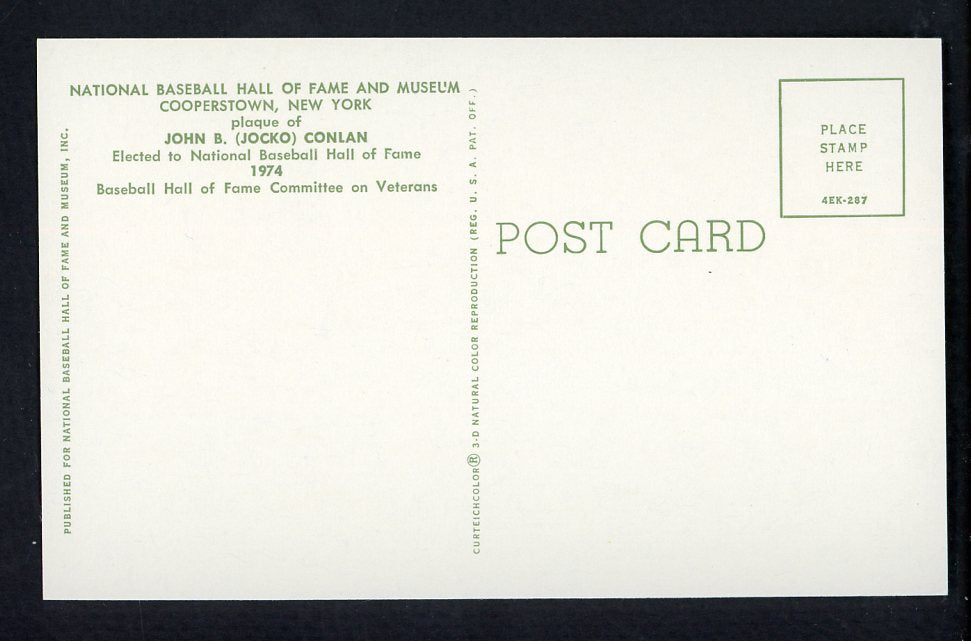 NATIONAL BASEBALL HALL OF FAME AND MUSEUM
COOPERSTOWN, NEW YORK
plaque of
JOHN B. (JOCKO) CONLAN
Elected to National Baseball Hall of Fame
1974
Baseball Hall of Fame Committee on Veterans
PUBLISHED FOR NATIONAL BASEBALL HALL OF FAME AND MUSEUM, INC.
CURTEICHCOLOR® 3-D NATURAL COLOR REPRODUCTION (REG. U. S. A. PAT. OFF.)
POST CARD
PLACE
STAMP
HERE
4EK-287